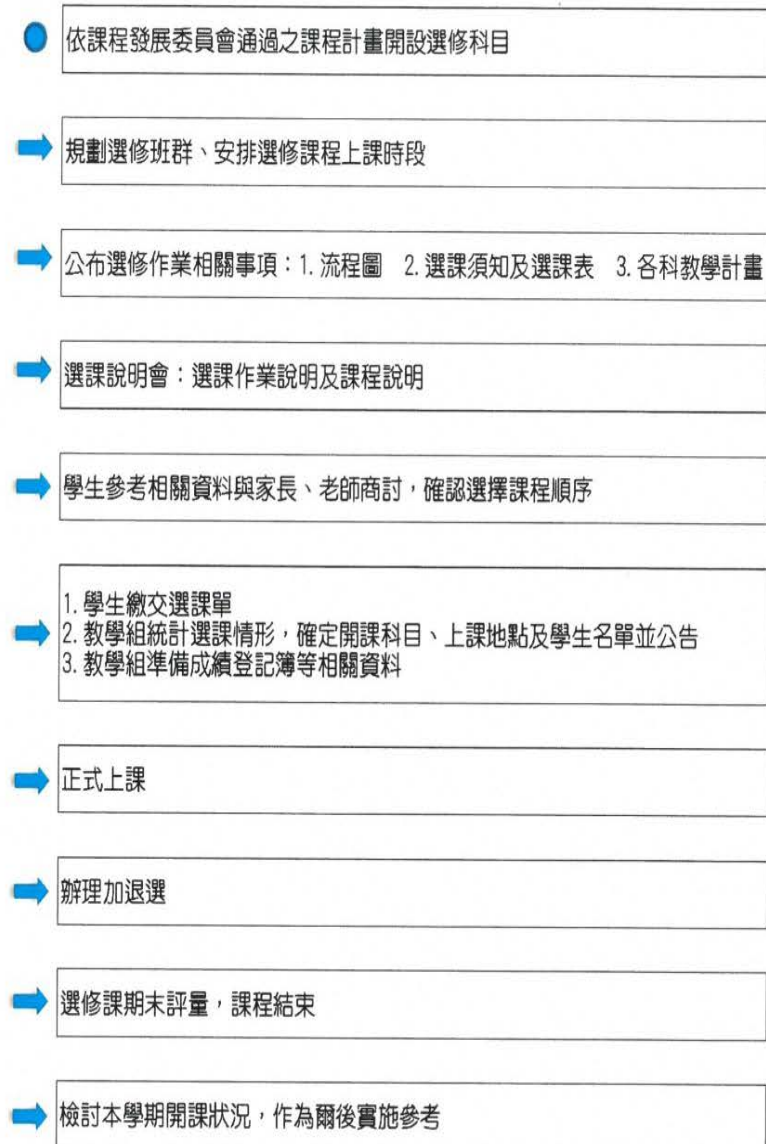 依課程發展委員會通過之課程計畫開設選修科目
規劃選修班群、安排選修課程上課時段
公布選修作業相關事項：1. 流程圖　2. 選課須知及選課表　3. 各科教學計畫
選課說明會：選課作業說明及課程說明
學生參考相關資料與家長、老師商討，確認選擇課程順序
1. 學生繳交選課單
2. 教學組統計選課情形，確定開課科目、上課地點及學生名單並公告
3. 教學組準備成績登記簿等相關資料
正式上課
辦理加退選
選修課期末評量，課程結束
檢討本學期開課狀況，作為爾後實施參考